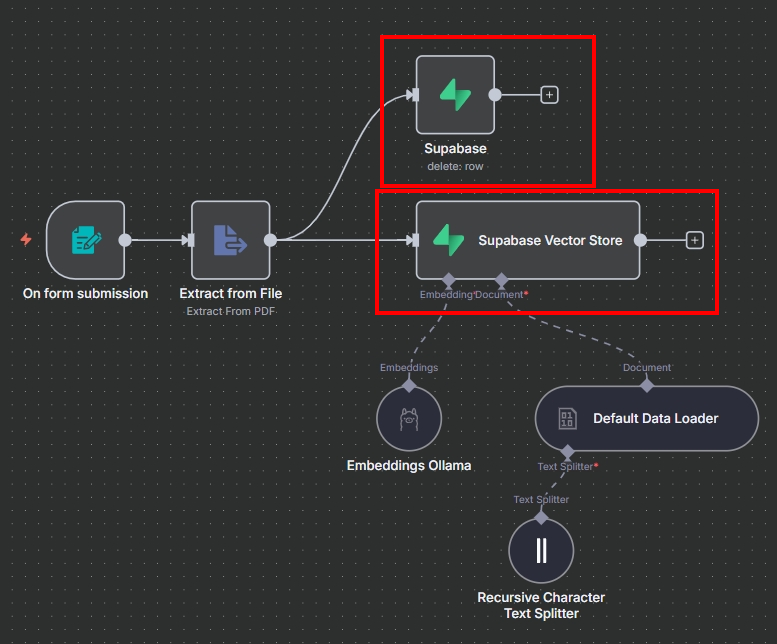 Supabase
delete: row
Supabase Vector Store
Embedding*
Document*
On form submission
Extract from File
Extract From PDF
Embeddings
Document
Default Data Loader
Embeddings Ollama
Text Splitter*
Text Splitter
Recursive Character
Text Splitter